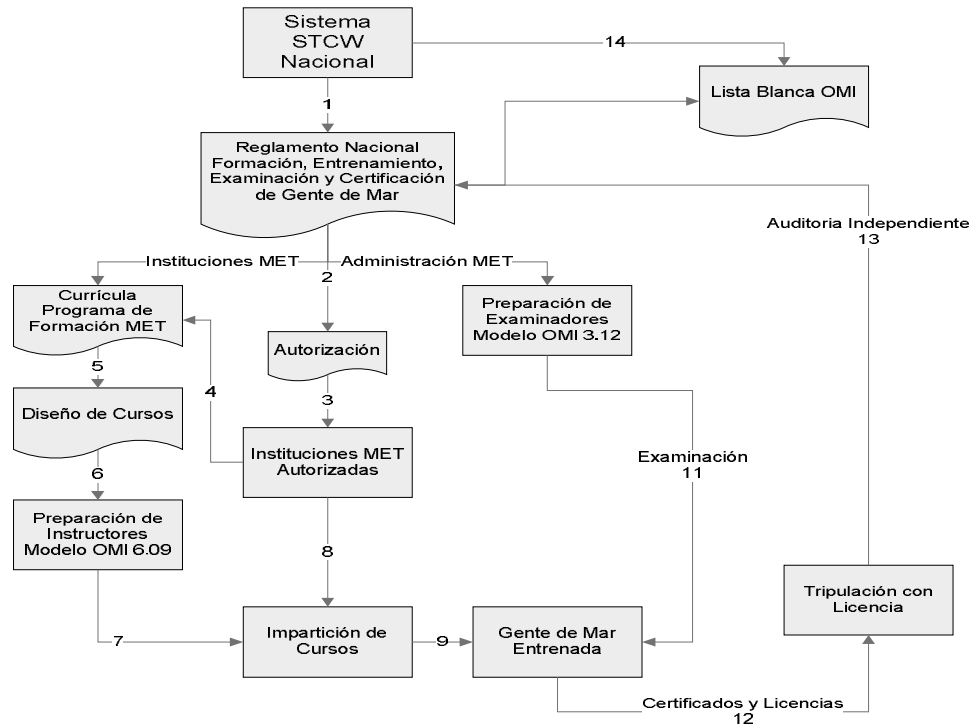 Sistema
STCW
Nacional
14
Lista Blanca OMI
1
Reglamento Nacional
Formación, Entrenamiento,
Examinación y Certificación
de Gente de Mar
Auditoria Independiente
13
Instituciones MET
2
Administración MET
Currícula
Programa de
Formación MET
Autorización
Preparación de
Examinadores
Modelo OMI 3.12
5
4
3
Diseño de Cursos
Instituciones MET
Autorizadas
Examinación
11
6
Preparación de
Instructores
Modelo OMI 6.09
8
Tripulación con
Licencia
7
Impartición de
Cursos
9
Gente de Mar
Entrenada
Certificados y Licencias
12